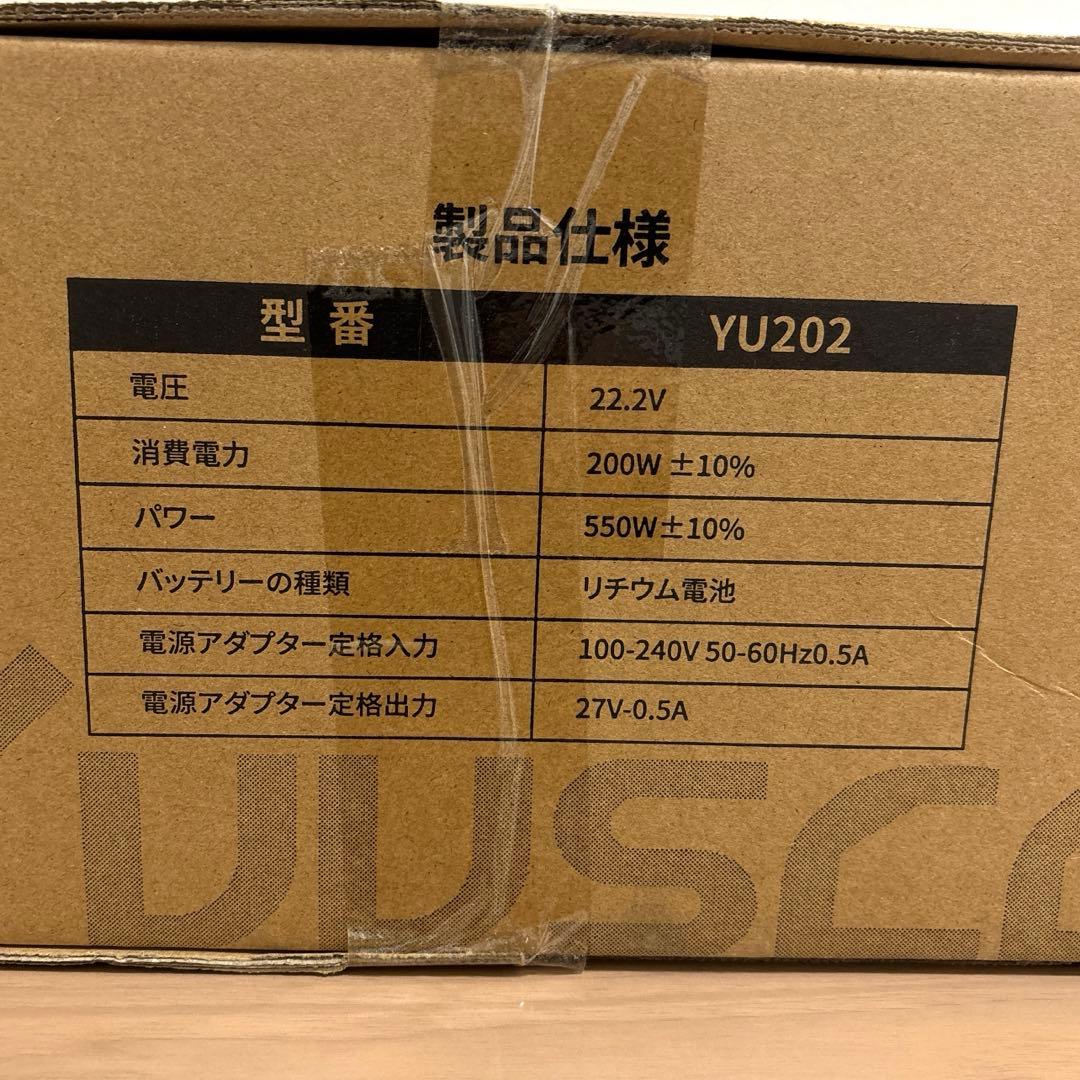 製品仕様
型番 YU202
電圧 22.2V
消費電力 200W ±10%
パワー 550W±10%
バッテリーの種類 リチウム電池
電源アダプター定格入力 100-240V 50-60Hz0.5A
電源アダプター定格出力 27V-0.5A